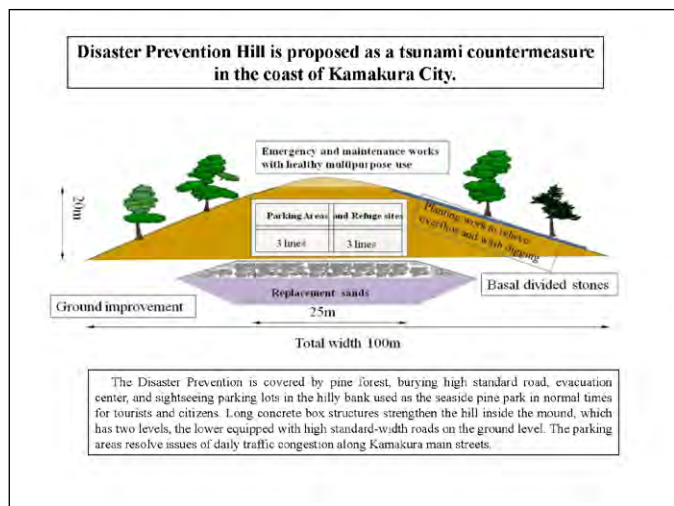 Disaster Prevention Hill is proposed as a tsunami countermeasure
in the coast of Kamakura City.
Emergency and maintenance works
with healthy multipurpose use
20m
Parking Areas and Refuge sites
3 lines 3 lines
Planting work to relieve
overflow and wash digging
Replacement sands
Basal divided stones
Ground improvement
25m
Total width 100m
The Disaster Prevention is covered by pine forest, burying high standard road, evacuation
center, and sightseeing parking lots in the hilly bank used as the seaside pine park in normal times
for tourists and citizens. Long concrete box structures strengthen the hill inside the mound, which
has two levels, the lower equipped with high standard-width roads on the ground level. The parking
areas resolve issues of daily traffic congestion along Kamakura main streets.